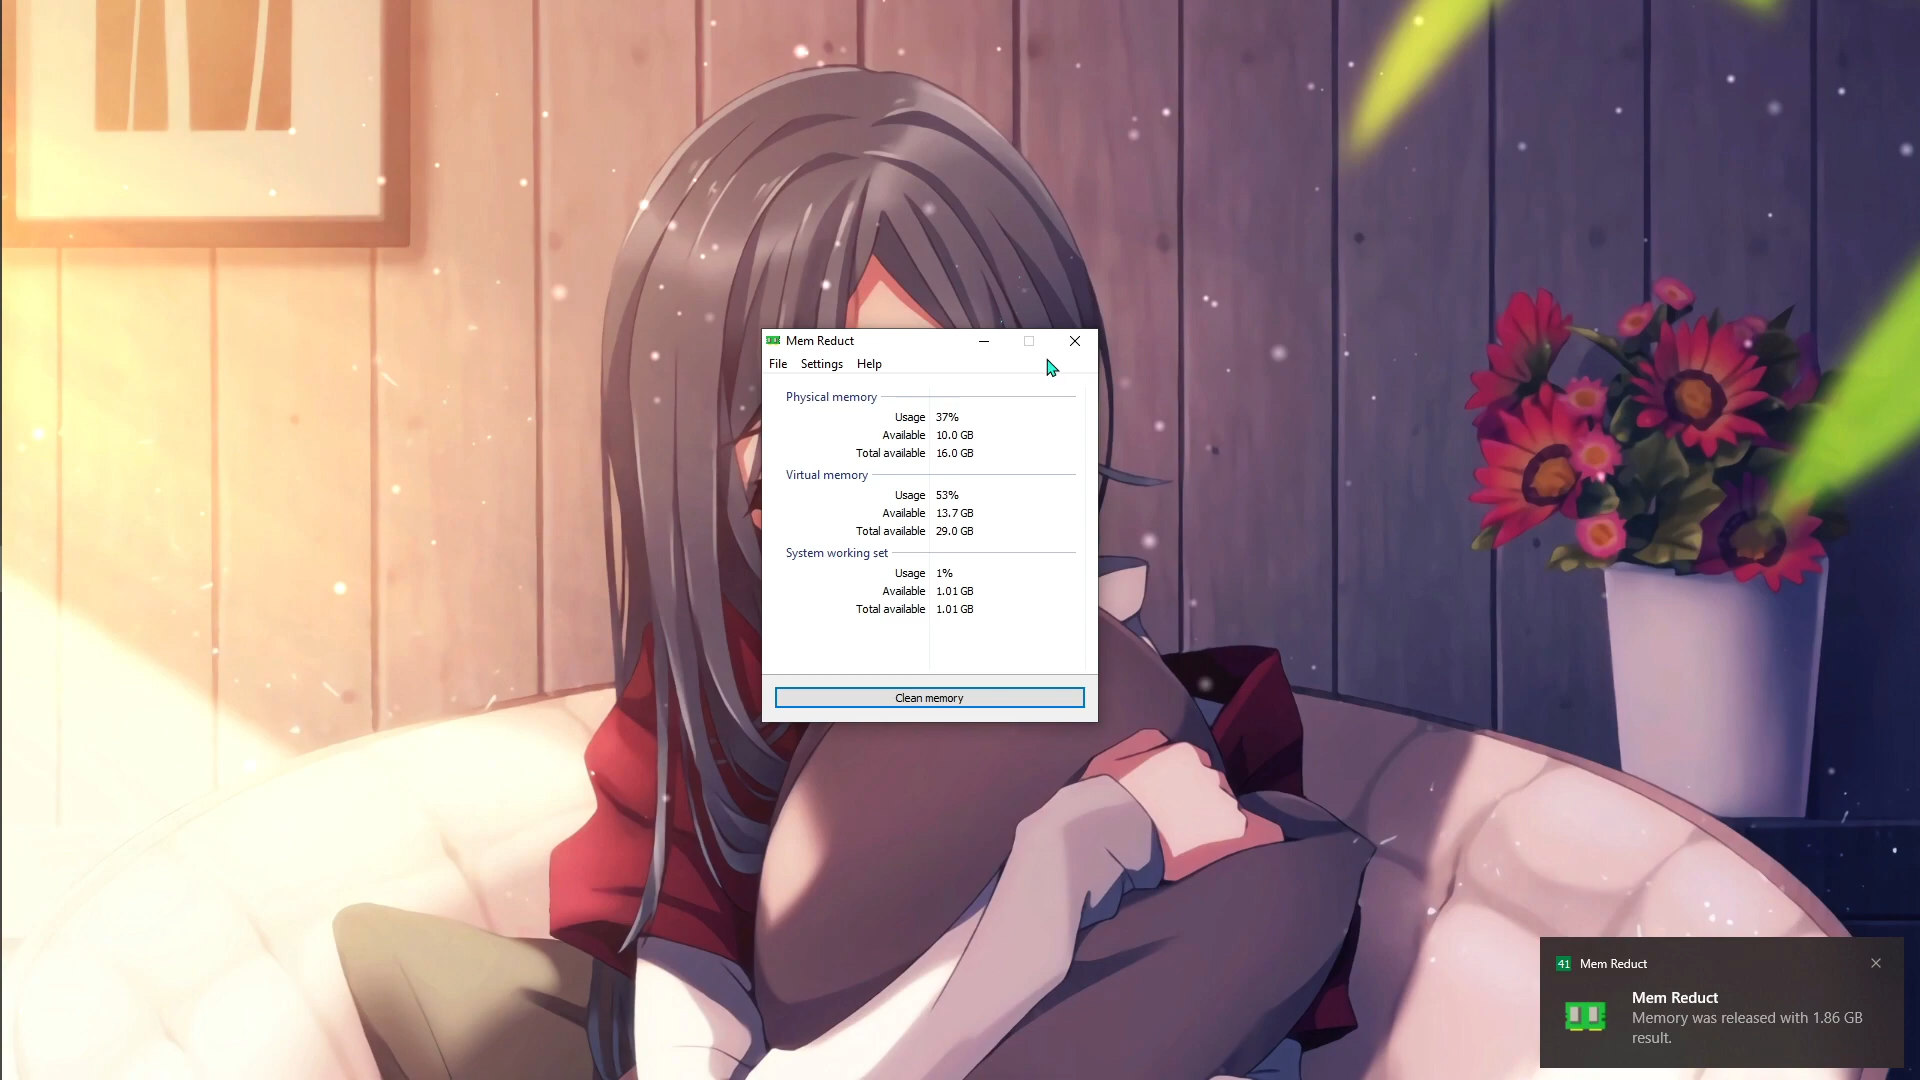 Mem Reduct
File Settings Help
Physical memory
Usage 37%
Available 10.0 GB
Total available 16.0 GB
Virtual memory
Usage 53%
Available 13.7 GB
Total available 29.0 GB
System working set
Usage 1%
Available 1.01 GB
Total available 1.01 GB
Clean memory
41 Mem Reduct
Mem Reduct
Memory was released with 1.86 GB
result.